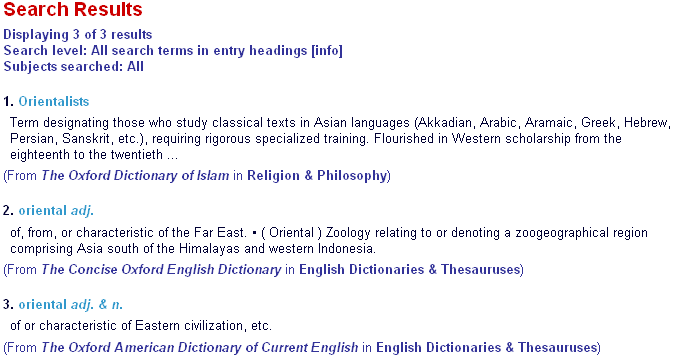 Search Results
Displaying 3 of 3 results
Search level: All search terms in entry headings [info]
Subjects searched: All
1. Orientalists
Term designating those who study classical texts in Asian languages (Akkadian, Arabic, Aramaic, Greek, Hebrew,
Persian, Sanskrit, etc.), requiring rigorous specialized training. Flourished in Western scholarship from the
eighteenth to the twentieth ...
(From The Oxford Dictionary of Islam in Religion & Philosophy)
2. oriental adj.
of, from, or characteristic of the Far East. ▪ ( Oriental ) Zoology relating to or denoting a zoogeographical region
comprising Asia south of the Himalayas and western Indonesia.
(From The Concise Oxford English Dictionary in English Dictionaries & Thesauruses)
3. oriental adj. & n.
of or characteristic of Eastern civilization, etc.
(From The Oxford American Dictionary of Current English in English Dictionaries & Thesauruses)